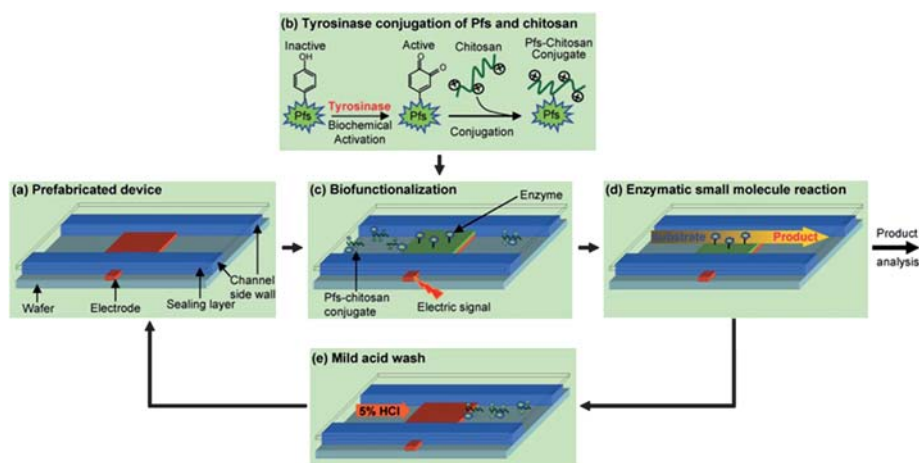 (b) Tyrosinase conjugation of Pfs and chitosan
Inactive
OH
Pfs
Tyrosinase
Biochemical
Activation
Active
O
O
Pfs
Chitosan
Conjugation
Pfs-Chitosan
Conjugate
Pfs
(a) Prefabricated device
Wafer
Electrode
Sealing layer
Channel
side wall
(c) Biofunctionalization
Enzyme
Pfs-chitosan
conjugate
Electric signal
(d) Enzymatic small molecule reaction
Substrate
Product
Product
analysis
(e) Mild acid wash
5% HCl